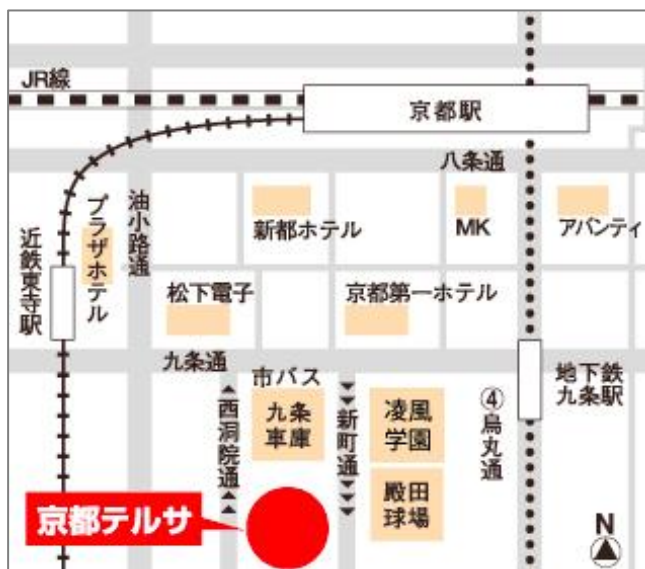 JR線
京都駅
八条通
油小路通
プラザホテル
近鉄東寺駅
新都ホテル
MK
アバンティ
松下電子
京都第一ホテル
九条通
市バス
九条
車庫
西洞院通
新町通
凌風
学園
殿田
球場
④烏丸通
地下鉄
九条駅
京都テルサ
N